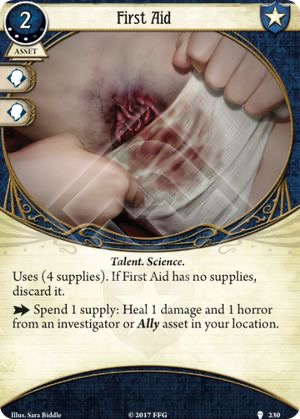 First Aid
2
ASSET
Talent. Science.
Uses (4 supplies). If First Aid has no supplies,
discard it.
Spend 1 supply: Heal 1 damage and 1 horror
from an investigator or Ally asset in your location.
Illus. Sara Biddle
© 2017 FFG
230